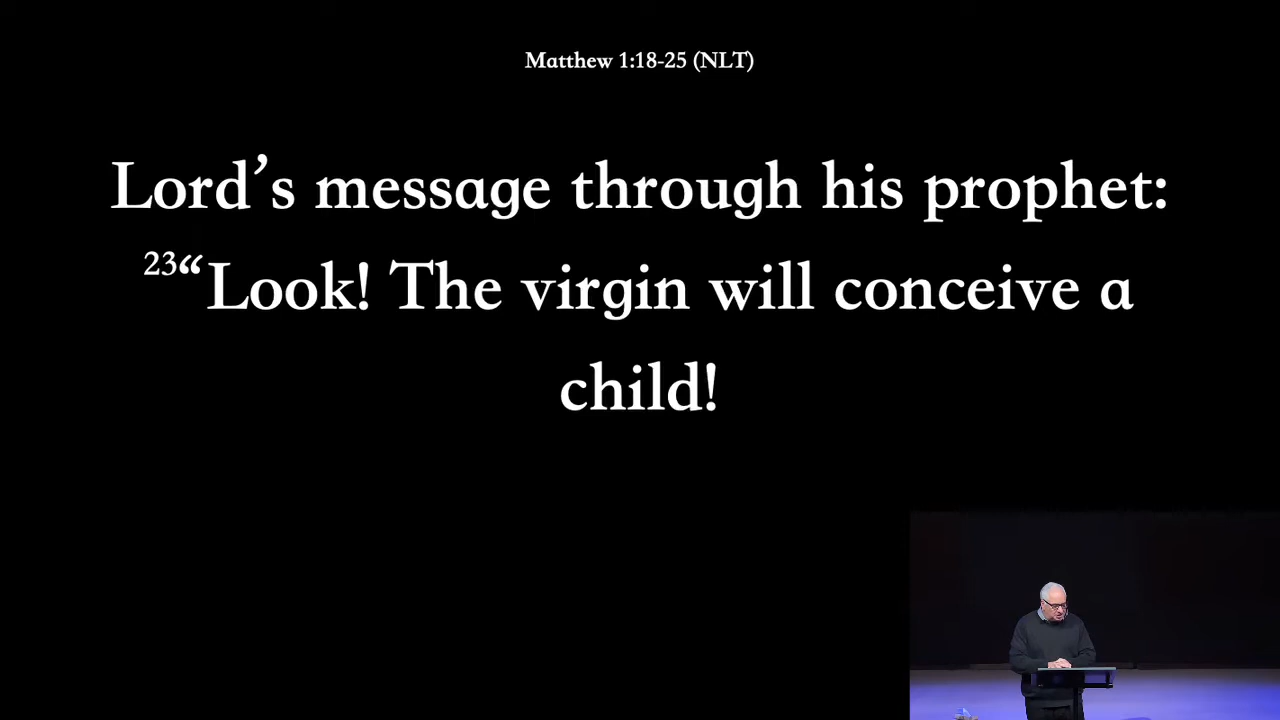 Matthew 1:18-25 (NLT)
Lord’s message through his prophet:
23“Look! The virgin will conceive a
child!